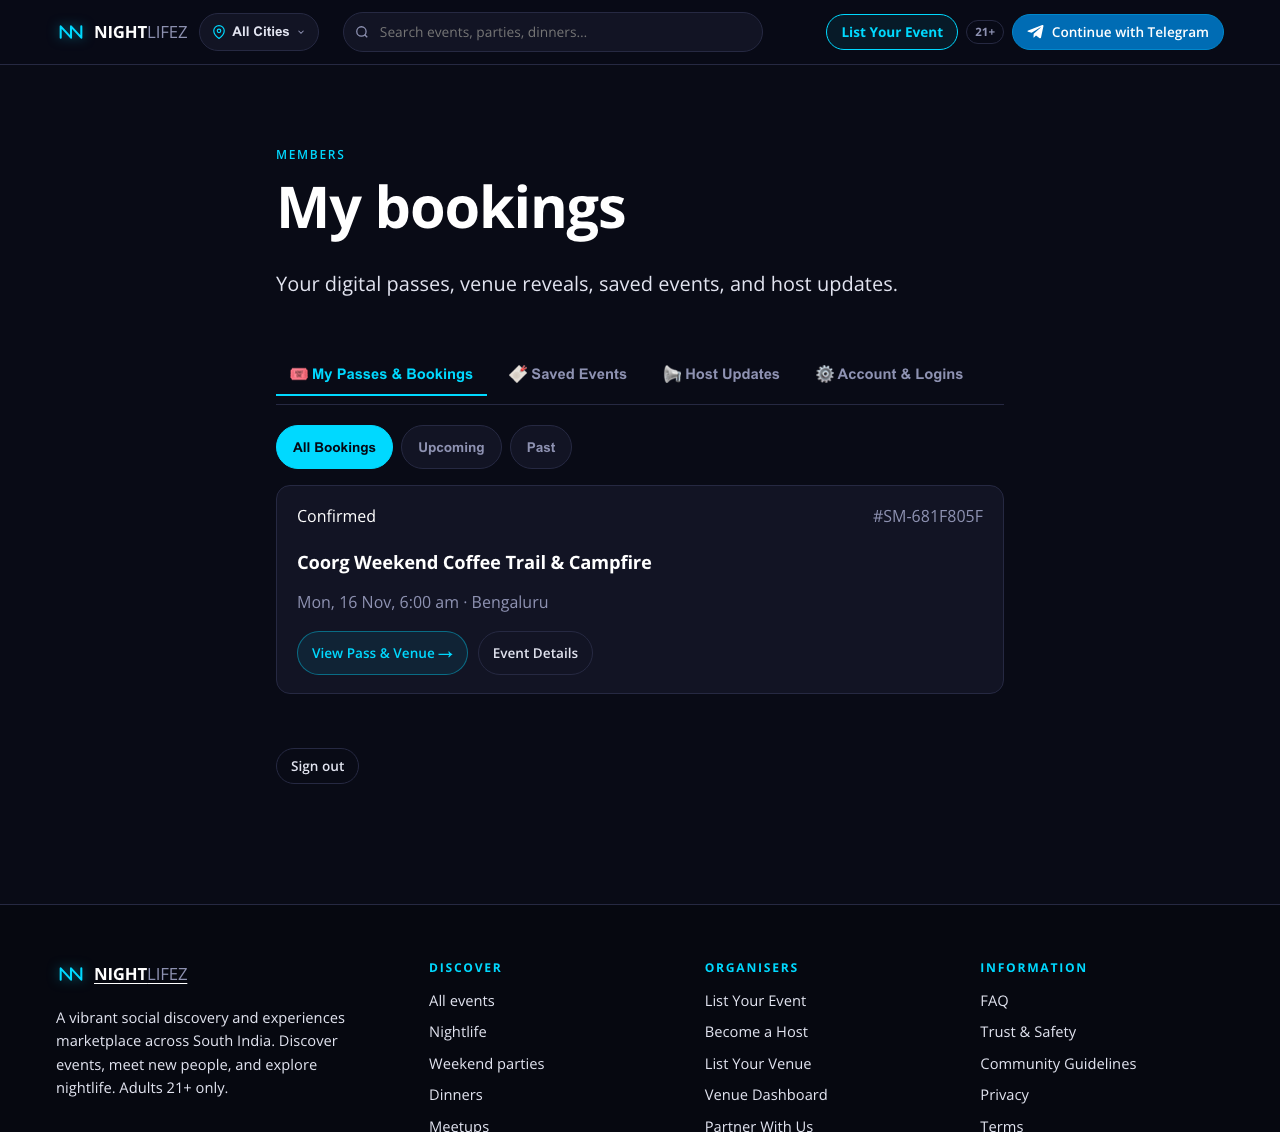 NIGHTLIFEZ
All Cities
Search events, parties, dinners...
List Your Event
21+
Continue with Telegram
MEMBERS
My bookings
Your digital passes, venue reveals, saved events, and host updates.
My Passes & Bookings
Saved Events
Host Updates
Account & Logins
All Bookings
Upcoming
Past
Confirmed
#SM-681F805F
Coorg Weekend Coffee Trail & Campfire
Mon, 16 Nov, 6:00 am · Bengaluru
View Pass & Venue →
Event Details
Sign out
NIGHTLIFEZ
A vibrant social discovery and experiences
marketplace across South India. Discover
events, meet new people, and explore
nightlife. Adults 21+ only.
DISCOVER
All events
Nightlife
Weekend parties
Dinners
Meetups
ORGANISERS
List Your Event
Become a Host
List Your Venue
Venue Dashboard
Partner With Us
INFORMATION
FAQ
Trust & Safety
Community Guidelines
Privacy
Terms